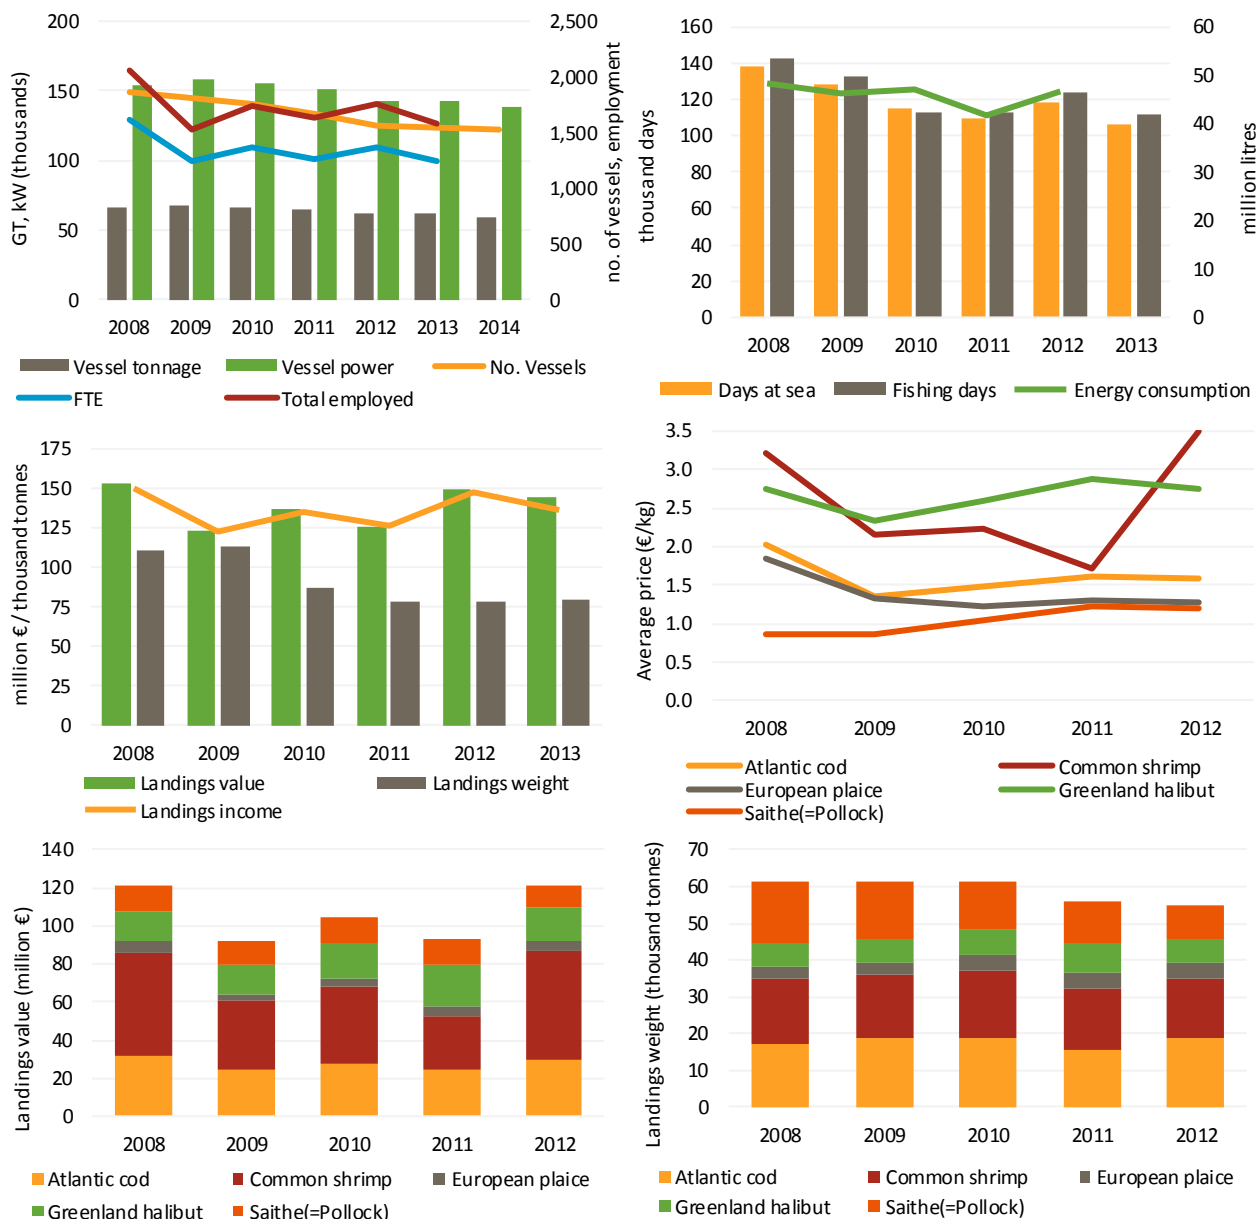 200
150
100
50
0
GT, kW (thousands)
2,500
2,000
1,500
1,000
500
0
no. of vessels, employment
2008 2009 2010 2011 2012 2013 2014
Vessel tonnage Vessel power No. Vessels
FTE Total employed
160
140
120
100
80
60
40
20
0
thousand days
60
50
40
30
20
10
0
million litres
2008 2009 2010 2011 2012 2013
Days at sea Fishing days Energy consumption
175
150
125
100
75
50
25
0
million €/ thousand tonnes
2008 2009 2010 2011 2012 2013
Landings value Landings weight
Landings income
3.5
3.0
2.5
2.0
1.5
1.0
0.5
0.0
Average price (€/kg)
2008 2009 2010 2011 2012
Atlantic cod Common shrimp
European plaice Greenland halibut
Saithe(=Pollock)
140
120
100
80
60
40
20
0
Landings value (million €)
2008 2009 2010 2011 2012
Atlantic cod Common shrimp European plaice
Greenland halibut Saithe(=Pollock)
70
60
50
40
30
20
10
0
Landings weight (thousand tonnes)
2008 2009 2010 2011 2012
Atlantic cod Common shrimp European plaice
Greenland halibut Saithe(=Pollock)